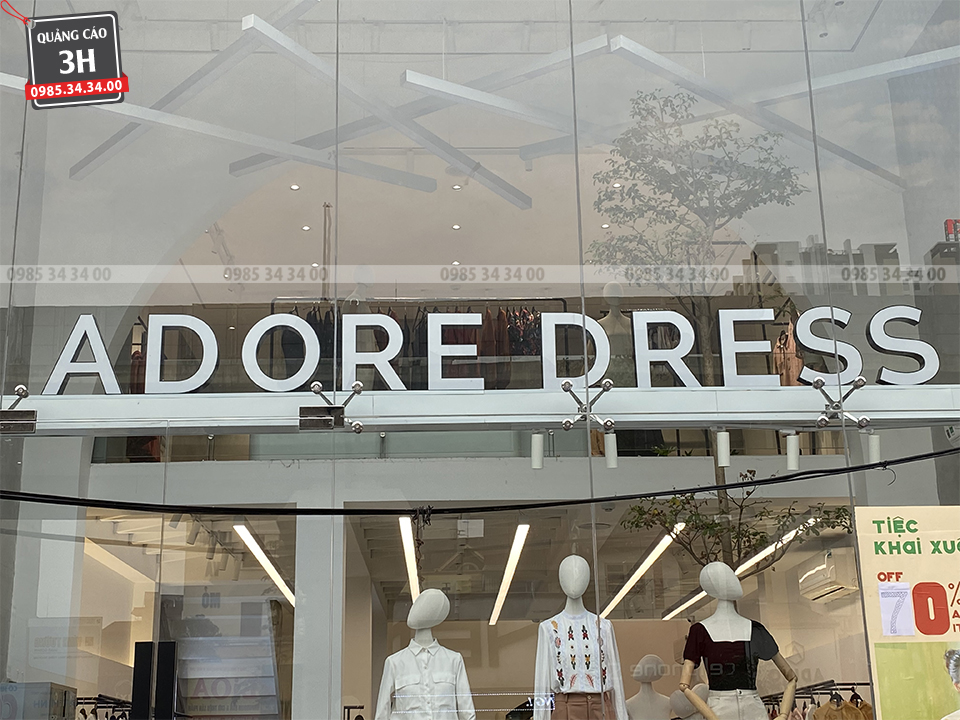 QUẢNG CÁO
3H
0985.34.34.00
0985 34 34 00 0985 34 34 00 0985 34 34 00 0985 34 34 00 0985 34 34 00
ADORE DRESS
TIỆC
KHAI XUÂ
OFF
70%